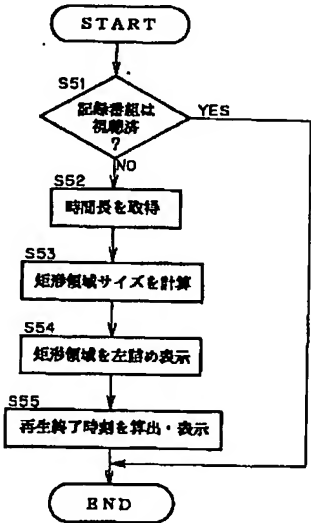 START
S51
記録番組は
視聴済
?
YES
NO
S52
時間長を取得
S53
矩形領域サイズを計算
S54
矩形領域を左詰め表示
S55
再生終了時刻を算出・表示
END